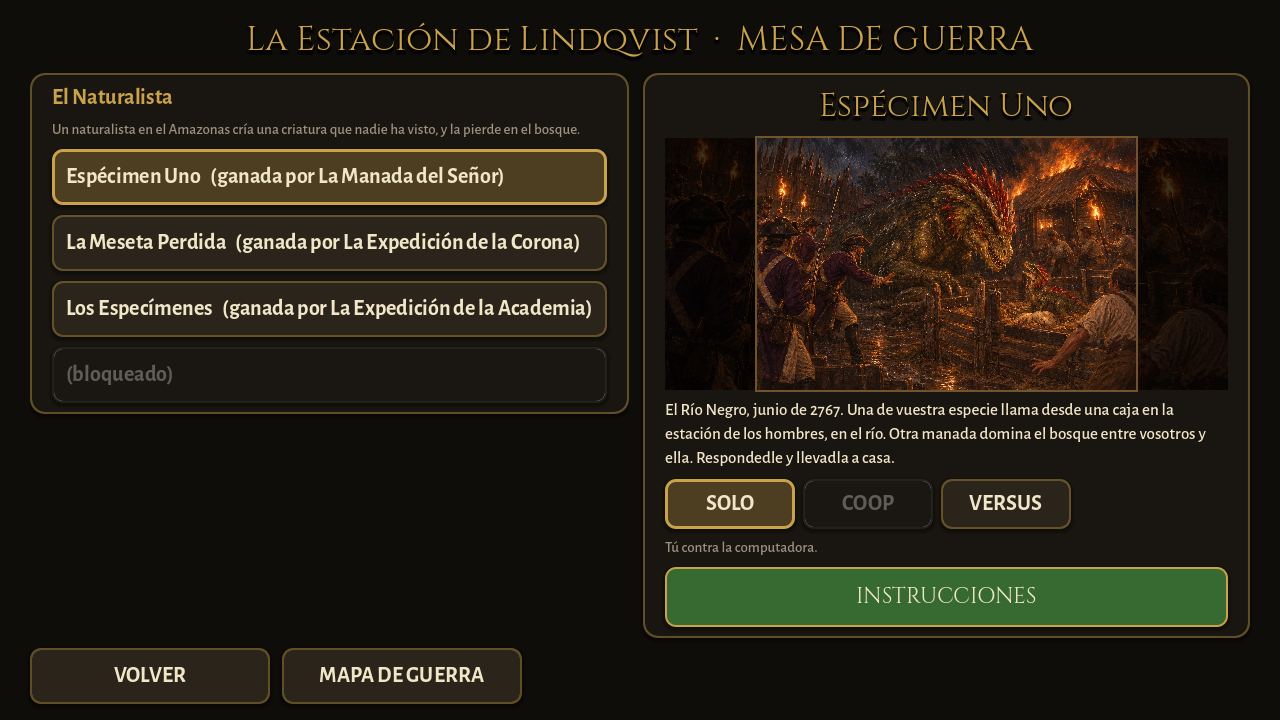 La Estación de Lindqvist · MESA DE GUERRA
El Naturalista
Un naturalista en el Amazonas cría una criatura que nadie ha visto, y la pierde en el bosque.
Espécimen Uno (ganada por La Manada del Señor)
La Meseta Perdida (ganada por La Expedición de la Corona)
Los Especímenes (ganada por La Expedición de la Academia)
(bloqueado)
Espécimen Uno
El Río Negro, junio de 2767. Una de vuestra especie llama desde una caja en la
estación de los hombres, en el río. Otra manada domina el bosque entre vosotros y
ella. Respondedle y llevadla a casa.
SOLO
COOP
VERSUS
Tú contra la computadora.
INSTRUCCIONES
VOLVER
MAPA DE GUERRA